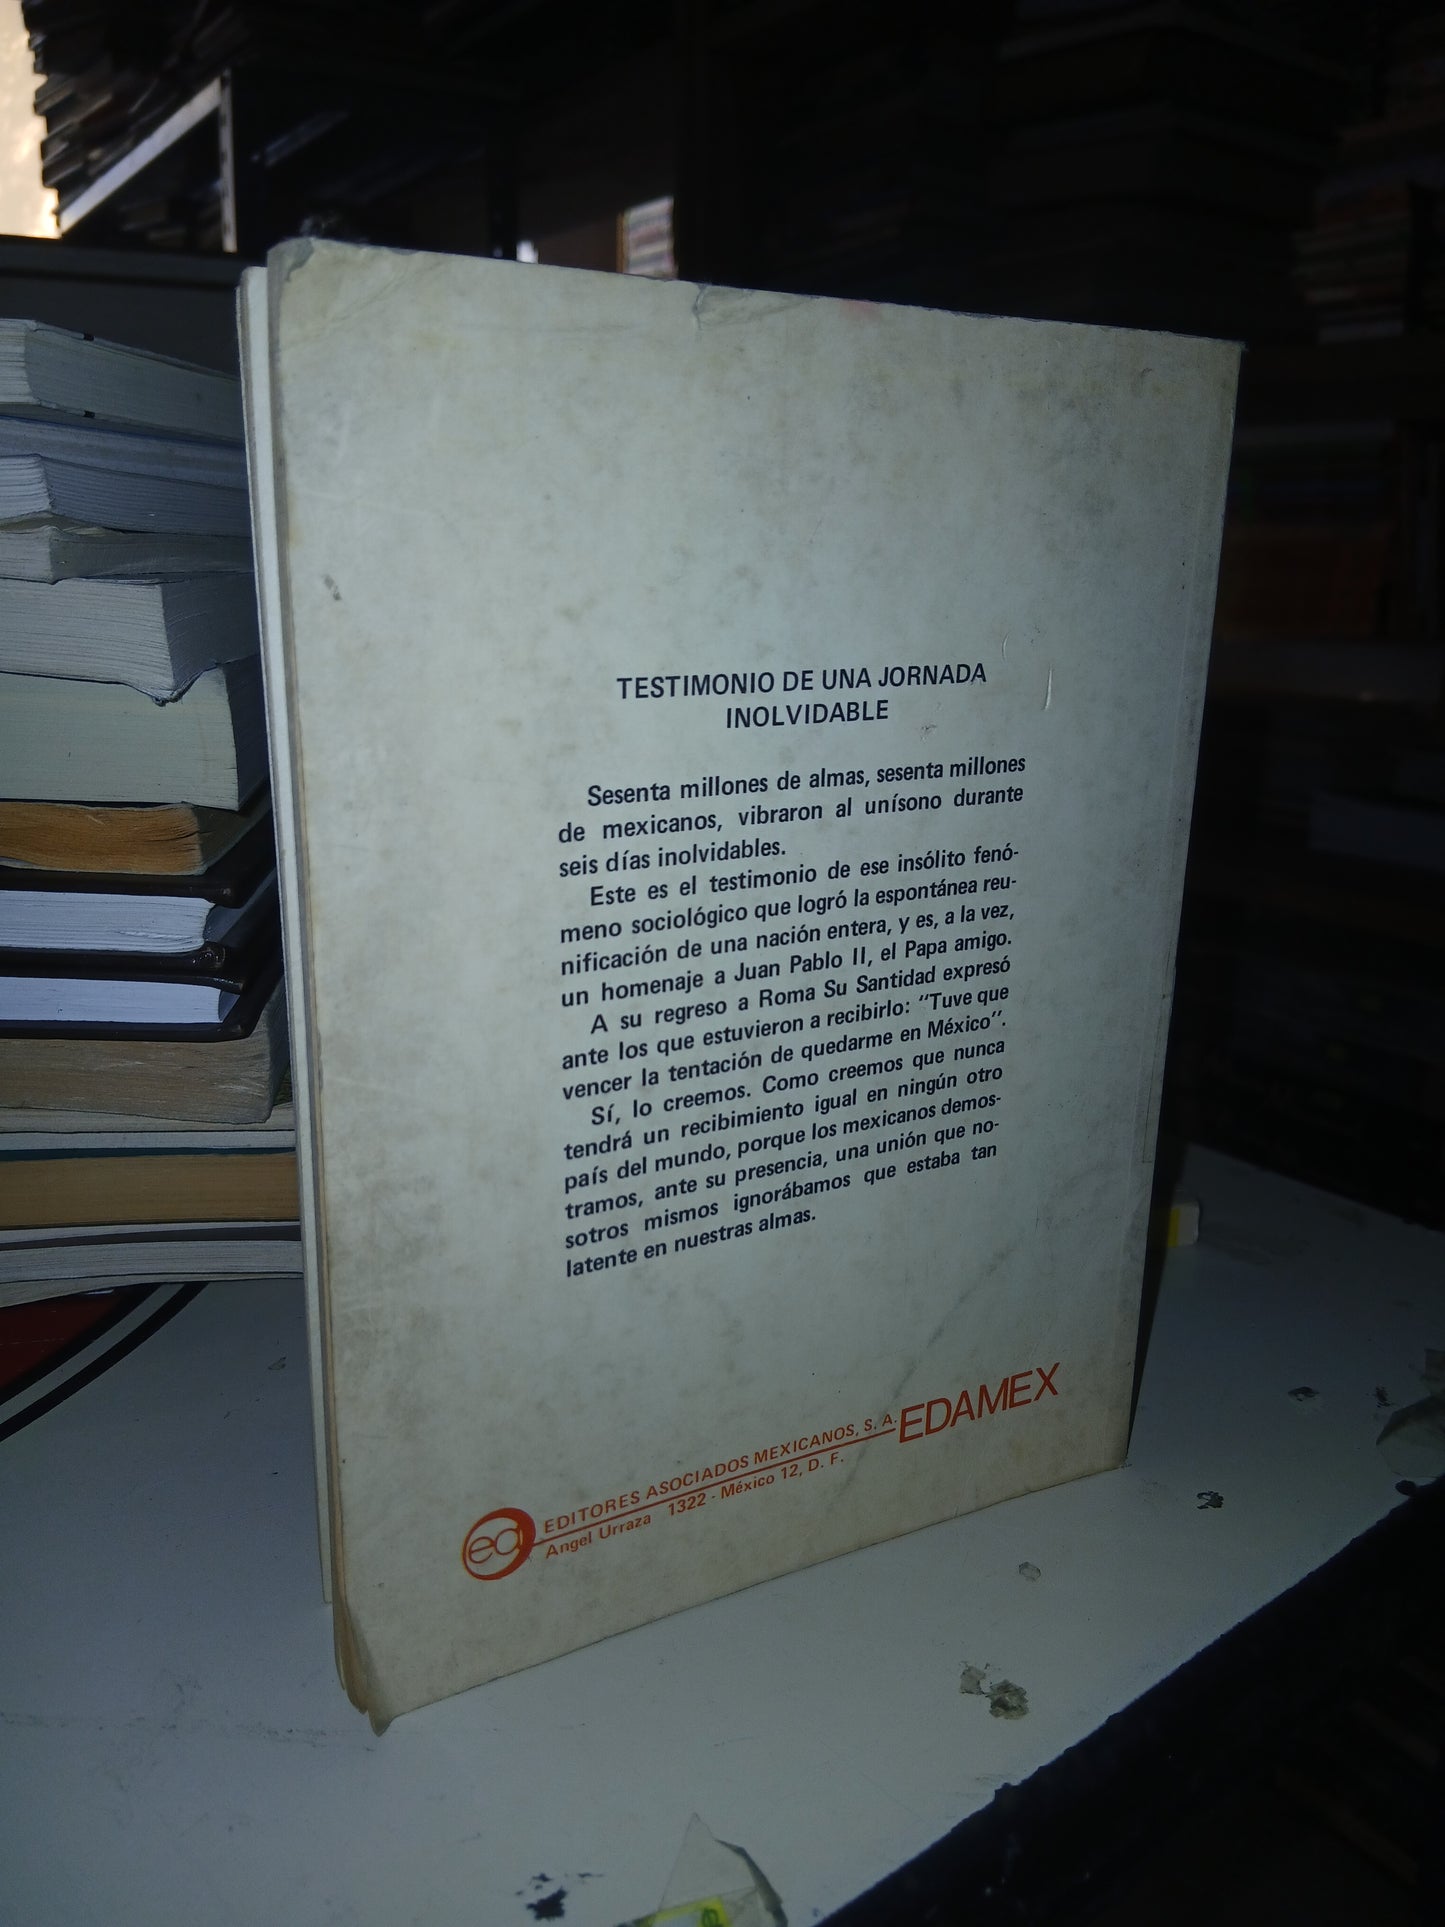 TESTIMONIO DE UNA JORNADA
INOLVIDABLE
Sesenta millones de almas, sesenta millones
de mexicanos, vibraron al unísono durante
seis días inolvidables.
Este es el testimonio de ese insólito fenó-
meno sociológico que logró la espontánea reu-
nificación de una nación entera, y es, a la vez,
un homenaje a Juan Pablo II, el Papa amigo.
A su regreso a Roma Su Santidad expresó
ante los que estuvieron a recibirlo: "Tuve que
vencer la tentación de quedarme en México".
Sí, lo creemos. Como creemos que nunca
tendrá un recibimiento igual en ningún otro
país del mundo, porque los mexicanos demos-
tramos, ante su presencia, una unión que no-
sotros mismos ignorábamos que estaba tan
latente en nuestras almas.
ea EDITORES ASOCIADOS MEXICANOS, S. A. EDAMEX
Angel Urraza 1322 - México 12, D. F.